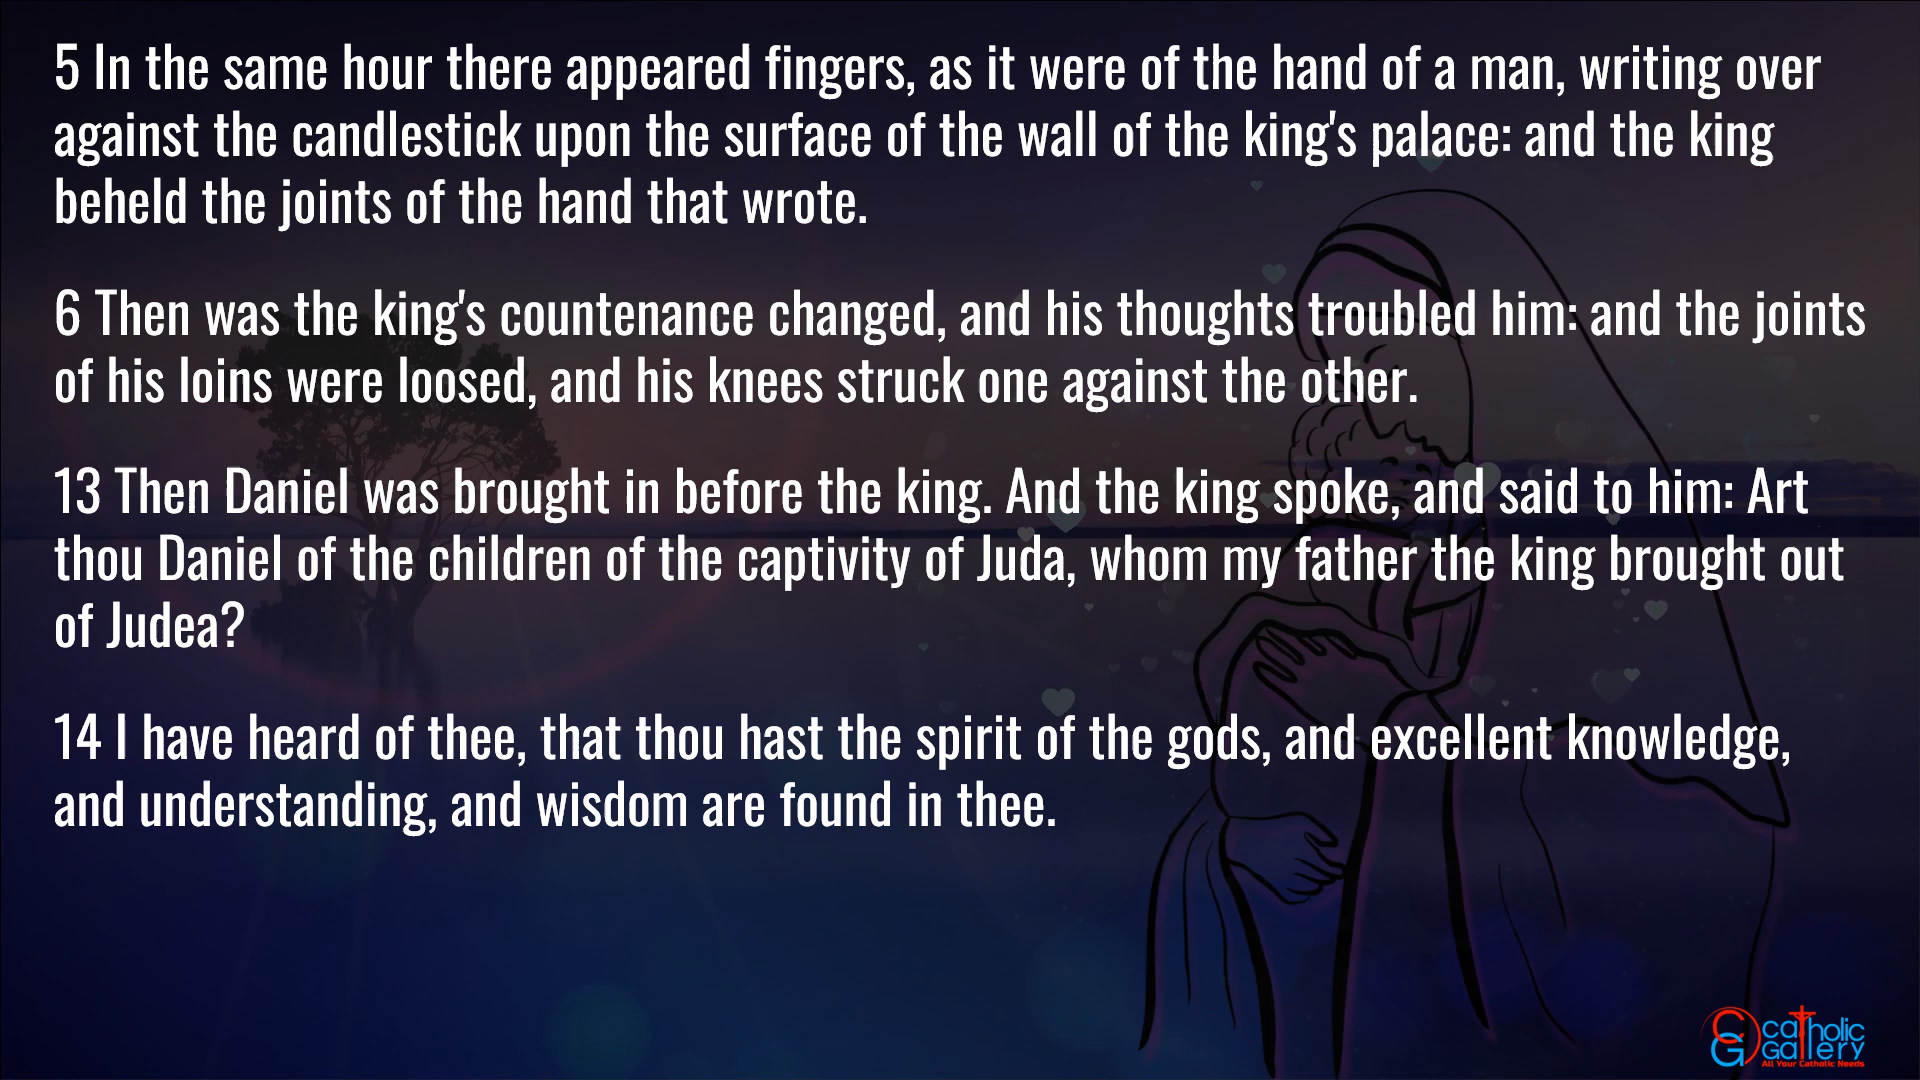 5 In the same hour there appeared fingers, as it were of the hand of a man, writing over
against the candlestick upon the surface of the wall of the king's palace: and the king
beheld the joints of the hand that wrote.
6 Then was the king's countenance changed, and his thoughts troubled him: and the joints
of his loins were loosed, and his knees struck one against the other.
13 Then Daniel was brought in before the king. And the king spoke, and said to him: Art
thou Daniel of the children of the captivity of Juda, whom my father the king brought out
of Judea?
14 I have heard of thee, that thou hast the spirit of the gods, and excellent knowledge,
and understanding, and wisdom are found in thee.
catholic
Gallery
All Your Catholic Needs